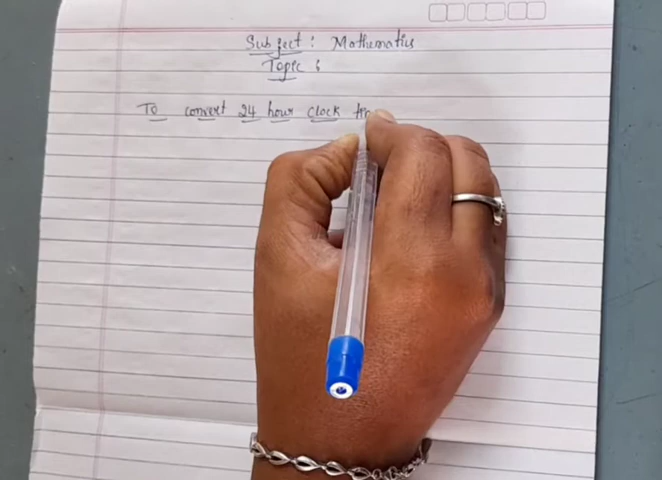 Subject : Mathematics
Topic :
To convert 24 hour clock